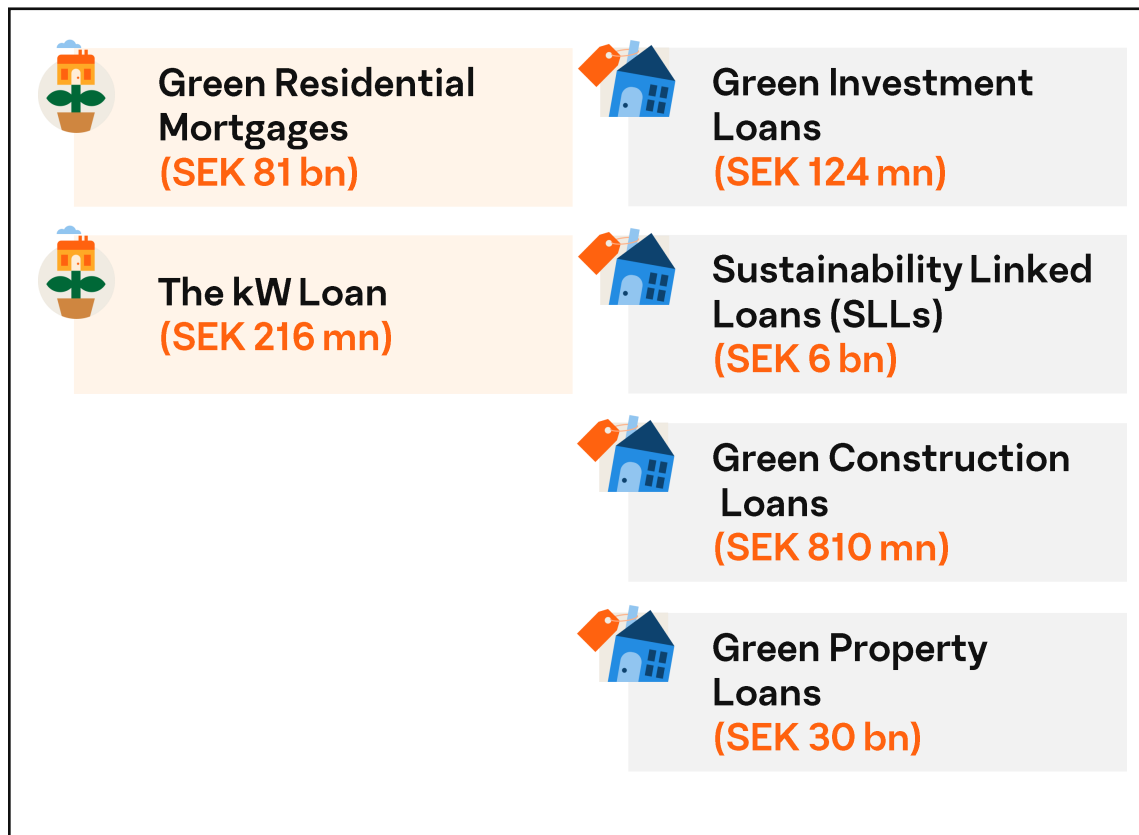 Green Residential
Mortgages
(SEK 81 bn)
The kW Loan
(SEK 216 mn)
Green Investment
Loans
(SEK 124 mn)
Sustainability Linked
Loans (SLLs)
(SEK 6 bn)
Green Construction
Loans
(SEK 810 mn)
Green Property
Loans
(SEK 30 bn)